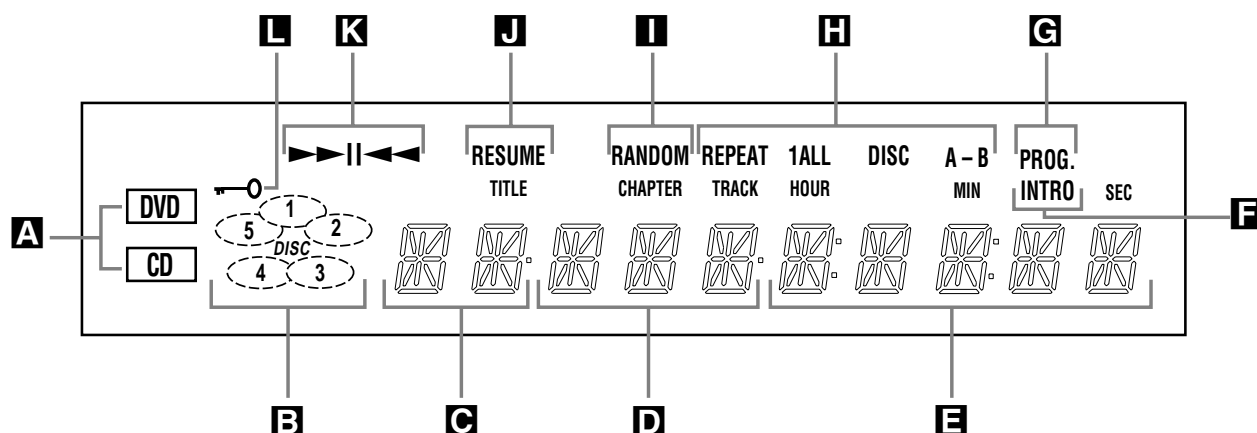 L K J I H G
RESUME RANDOM REPEAT 1ALL DISC A – B PROG.
TITLE CHAPTER TRACK HOUR MIN INTRO SEC
A DVD 1 F
5 2
DISC
CD 4 3
B C D E